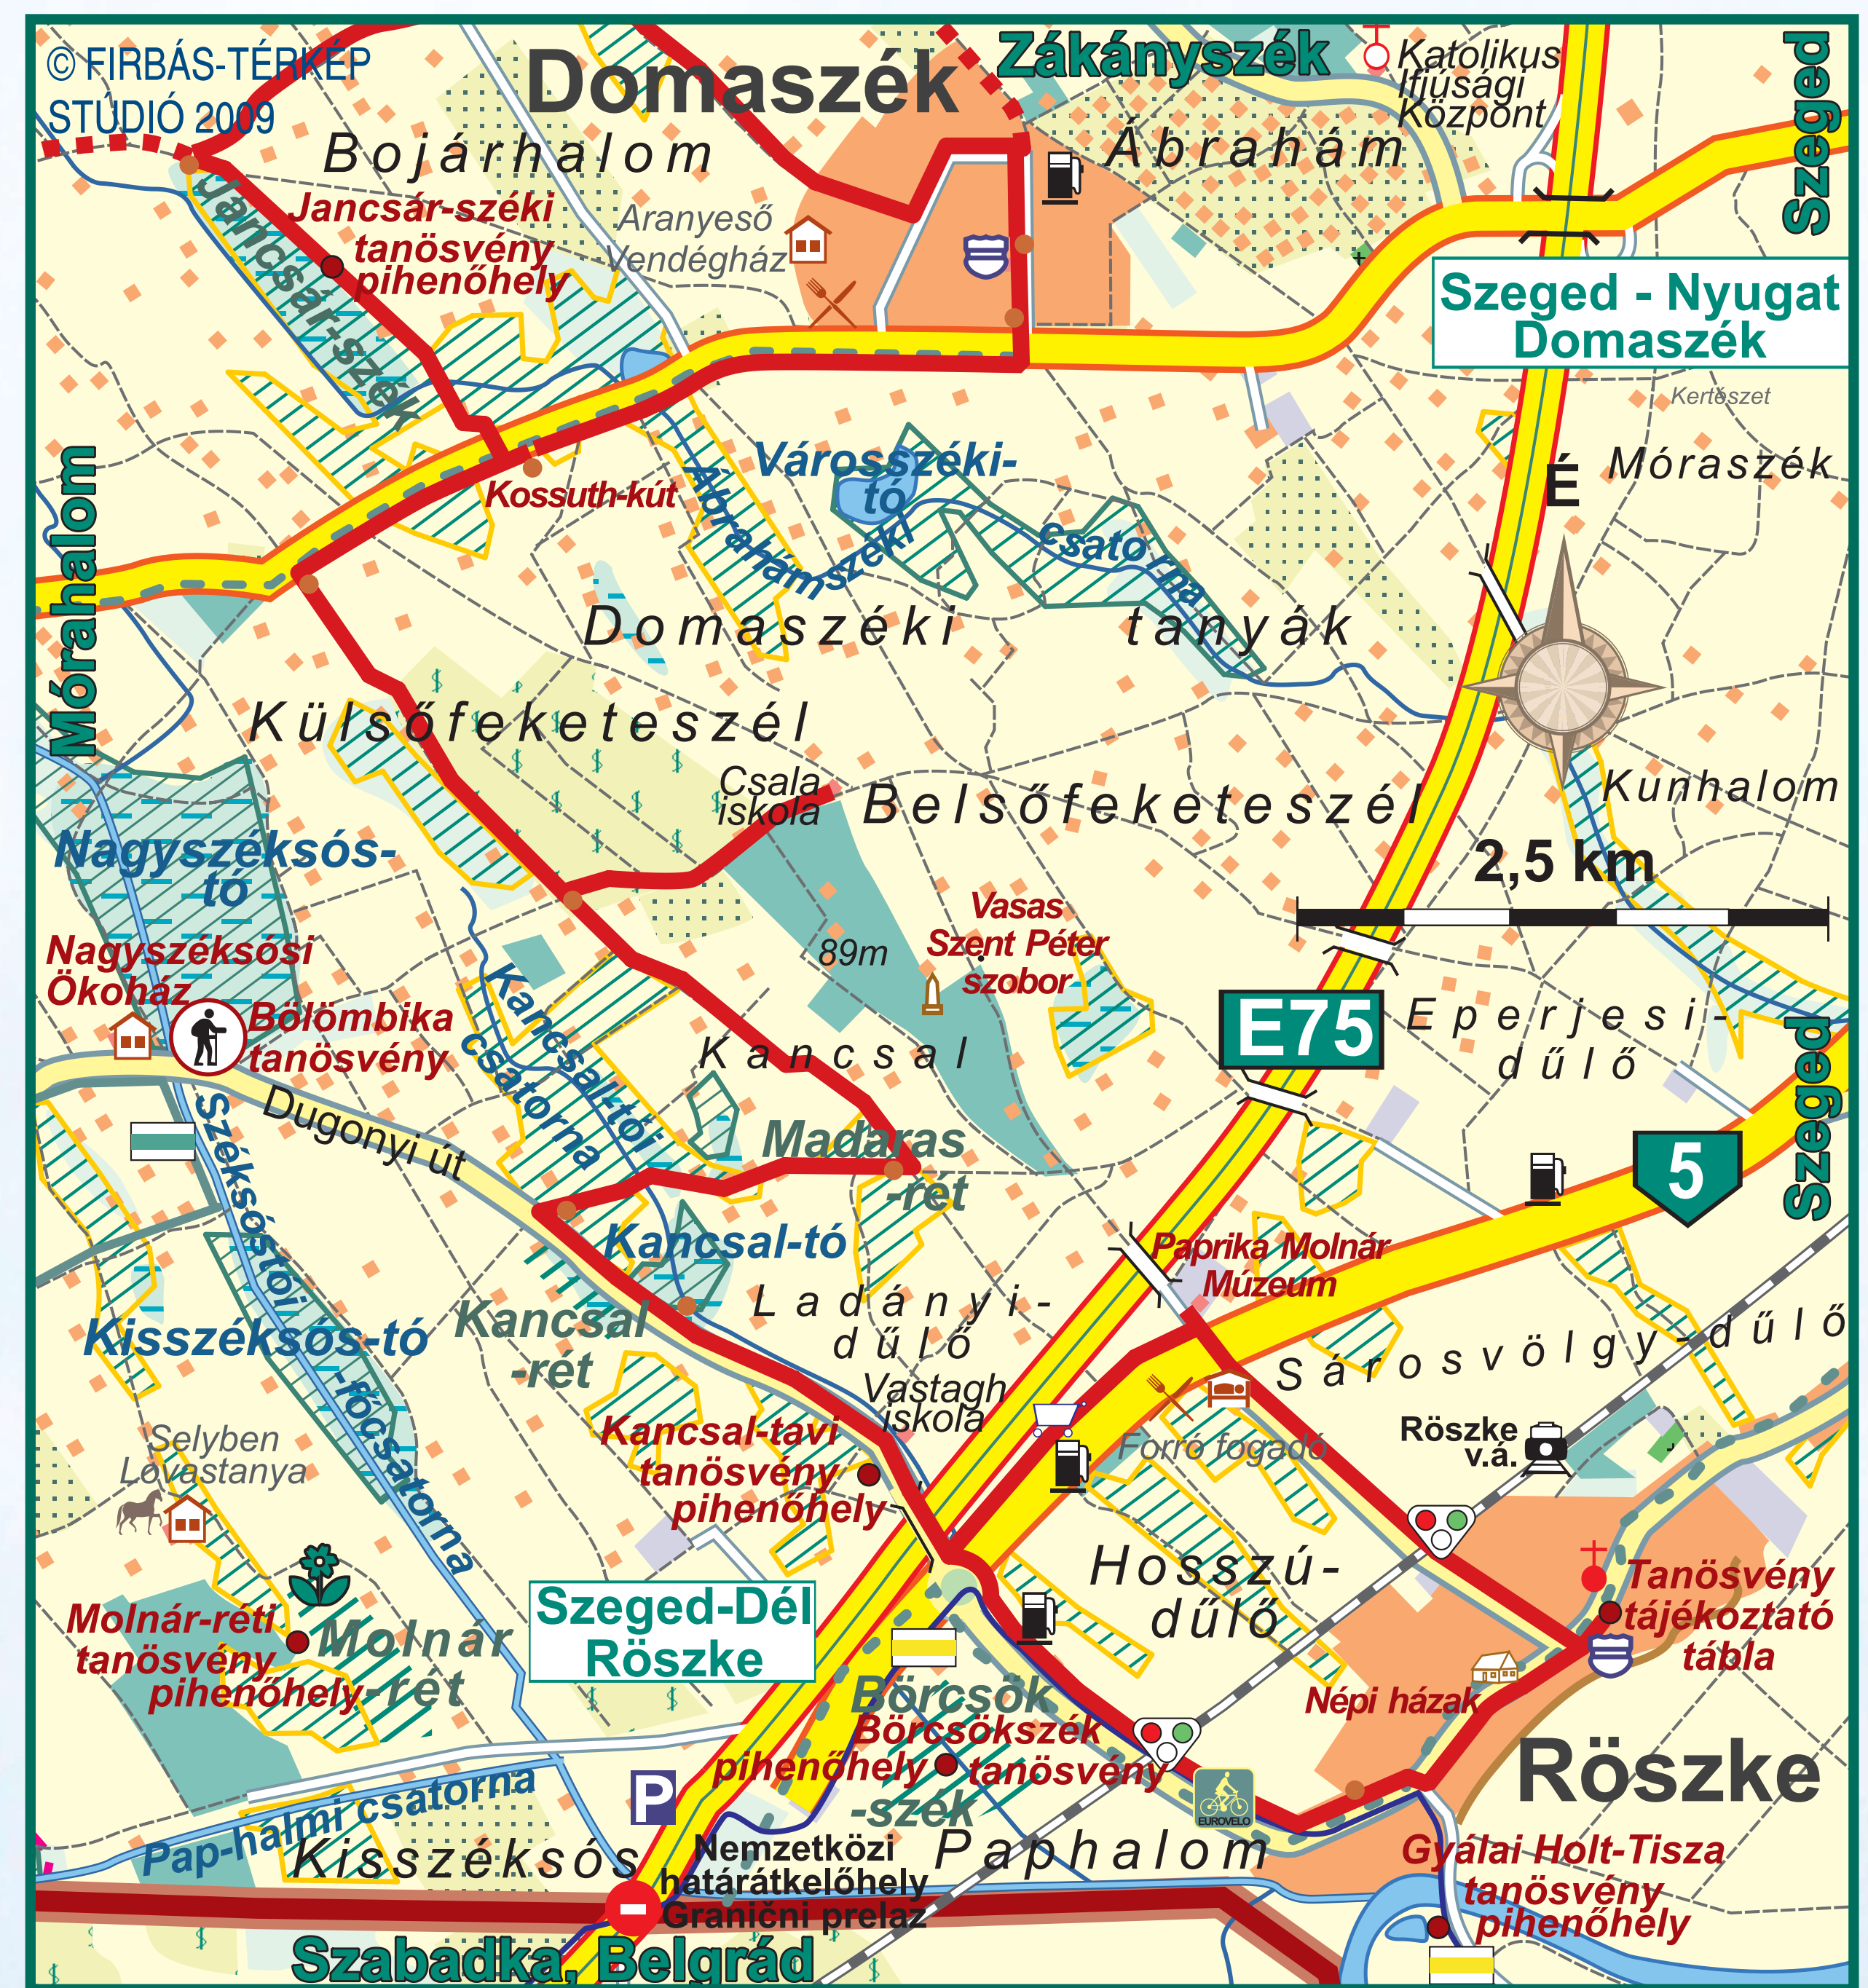 © FIRBÁS-TÉRKÉP
STÚDIÓ 2009
Domaszék
Zákányszék
Katolikus
Ifjúsági
Központ
Szeged
Bojárhalom
Ábrahám
Jancsár-széki
tanösvény
pihenőhely
Jancsár-szék
Aranyeső
Vendégház
Szeged - Nyugat
Domaszék
Kertészet
Móraszék
É
Mórahalom
Kossuth-kút
Városszéki-
tó
Ábrahámszéki
csatorna
Domaszéki tanyák
Külsőfeketeszél
Csala
iskola
Belsőfeketeszél
Kunhalom
2,5 km
Nagyszéksós-
tó
Nagyszéksósi
Ökoház
Bölömbika
tanösvény
89m
Vasas
Szent Péter
szobor
E75
Eperjesi-
dűlő
Szeged
Kancsal
Kancsal-tói
csatorna
Dugonyi út
Madaras
-rét
5
Széksóstói
-főcsatorna
Kancsal-tó
Paprika Molnár
Múzeum
Kisszéksós-tó
Kancsal
-rét
Ladányi-
dűlő
Sárosvölgy-dűlő
Vastagh
iskola
Selyben
Lovastanya
Kancsal-tavi
tanösvény
pihenőhely
Forró fogadó
Röszke
v.á.
Hosszú-
dűlő
Szeged-Dél
Röszke
Tanösvény
tájékoztató
tábla
Molnár-réti
tanösvény
pihenőhely
Molnár
-rét
Börcsök
-szék
Börcsökszék
pihenőhely tanösvény
Népi házak
Röszke
EUROVELO
P
Pap-halmi csatorna
Kisszéksós
Nemzetközi
határátkelőhely
Granični prelaz
Paphalom
Gyálai Holt-Tisza
tanösvény
pihenőhely
Szabadka, Belgrád